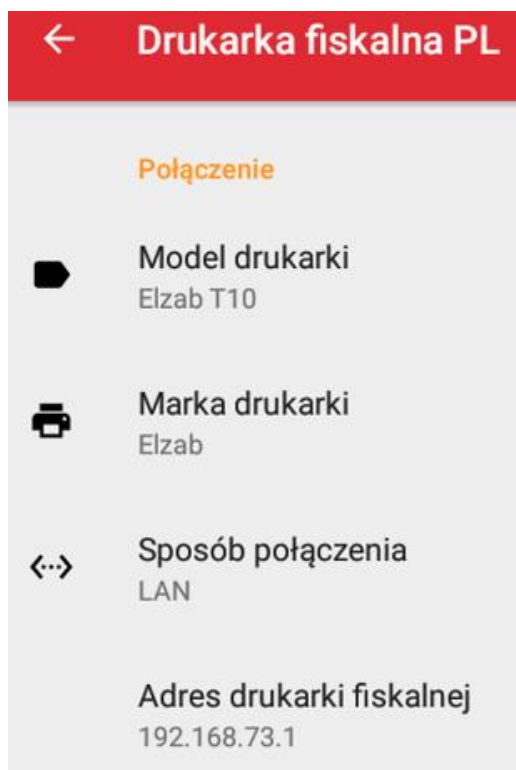 Drukarka fiskalna PL
Połączenie
Model drukarki
Elzab T10
Marka drukarki
Elzab
Sposób połączenia
LAN
Adres drukarki fiskalnej
192.168.73.1